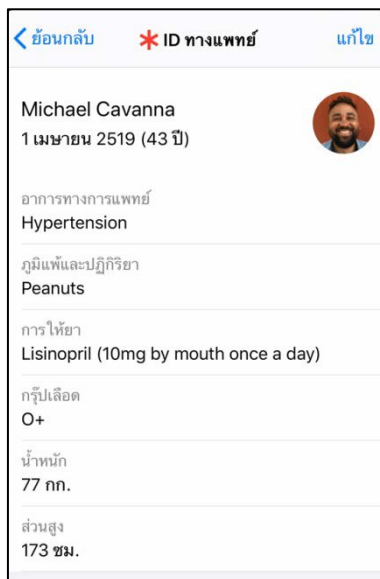 ย้อนกลับ ID ทางแพทย์ แก้ไข
Michael Cavanna
1 เมษายน 2519 (43 ปี)
อาการทางการแพทย์
Hypertension
ภูมิแพ้และปฏิกิริยา
Peanuts
การให้ยา
Lisinopril (10mg by mouth once a day)
กรุ๊ปเลือด
O+
น้ำหนัก
77 กก.
ส่วนสูง
173 ซม.